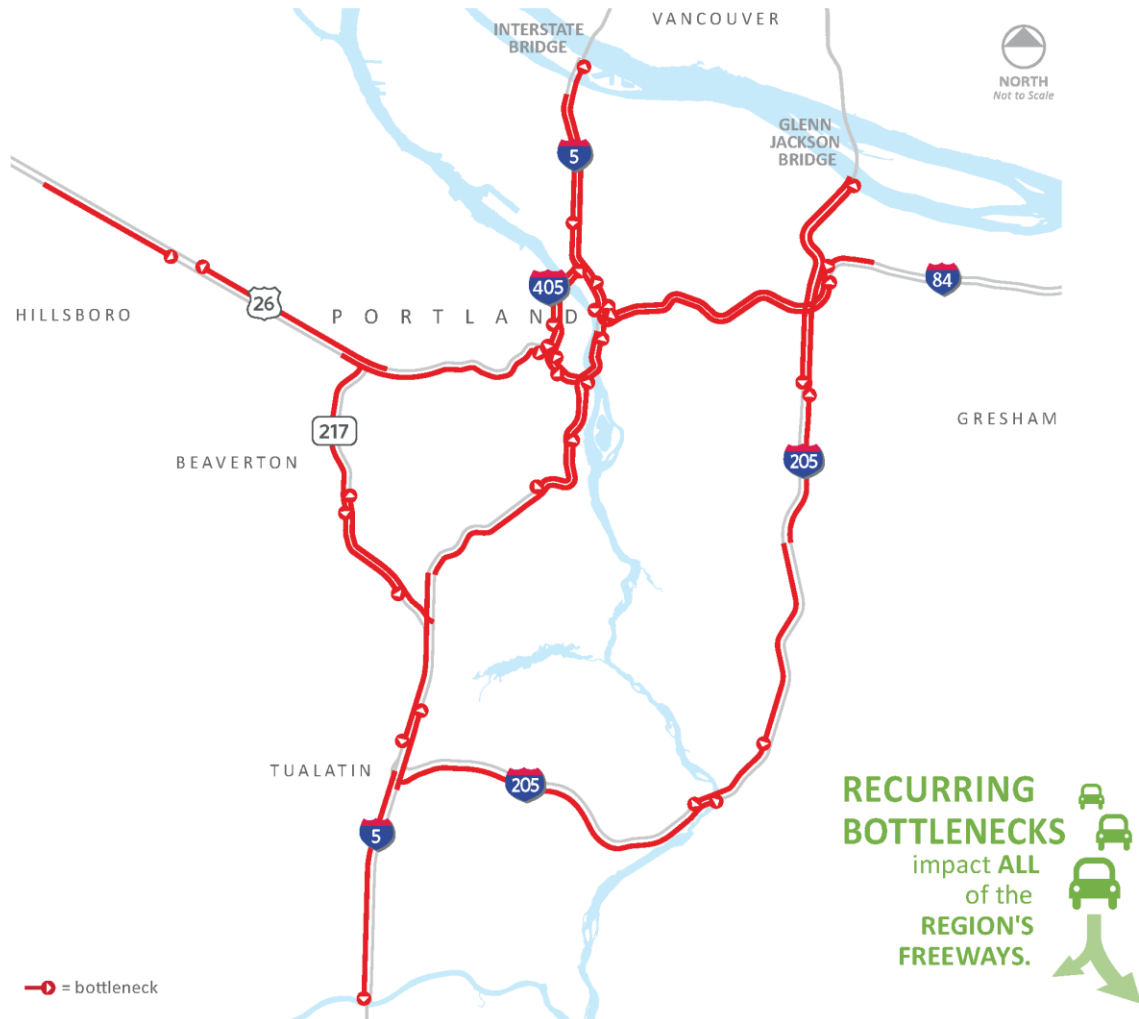 VANCOUVER
INTERSTATE
BRIDGE
NORTH
Not to Scale
GLENN
JACKSON
BRIDGE
5
405
84
26
HILLSBORO
PORTLAND
217
GRESHAM
BEAVERTON
205
TUALATIN
205
5
RECURRING
BOTTLENECKS
impact ALL
of the
REGION'S
FREEWAYS.
= bottleneck